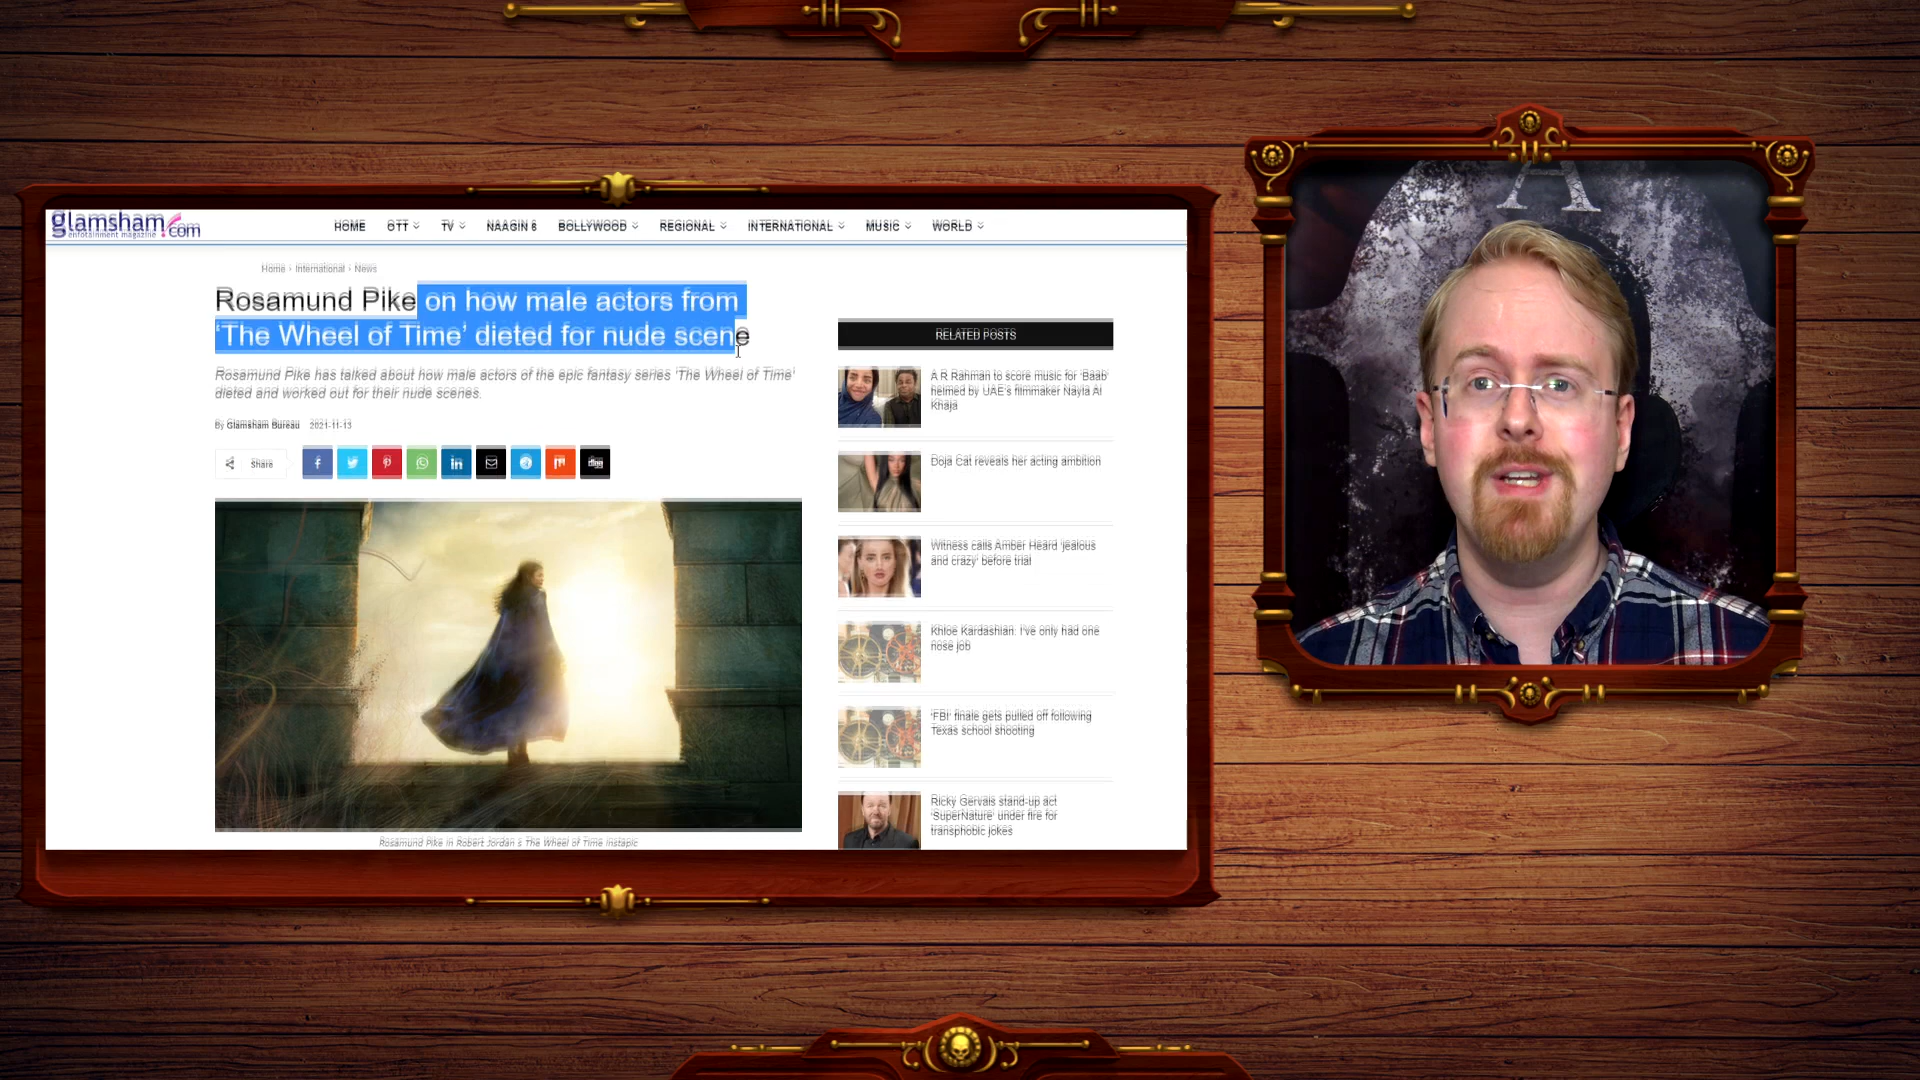 glamsham.com
entotainment magazine
HOME OTT TV NAAGIN 6 BOLLYWOOD REGIONAL INTERNATIONAL MUSIC WORLD
Home › International › News
Rosamund Pike on how male actors from
‘The Wheel of Time’ dieted for nude scene
Rosamund Pike has talked about how male actors of the epic fantasy series 'The Wheel of Time'
dieted and worked out for their nude scenes.
By Glamsham Bureau 2021-11-13
Share
Rosamund Pike in Robert Jordan s The Wheel of Time instapic
RELATED POSTS
A R Rahman to score music for 'Baab'
helmed by UAE's filmmaker Nayla Al
Khaja
Doja Cat reveals her acting ambition
Witness calls Amber Heard 'jealous
and crazy' before trial
Khloe Kardashian: I've only had one
nose job
'FBI' finale gets pulled off following
Texas school shooting
Ricky Gervais stand-up act
'SuperNature' under fire for
transphobic jokes
A